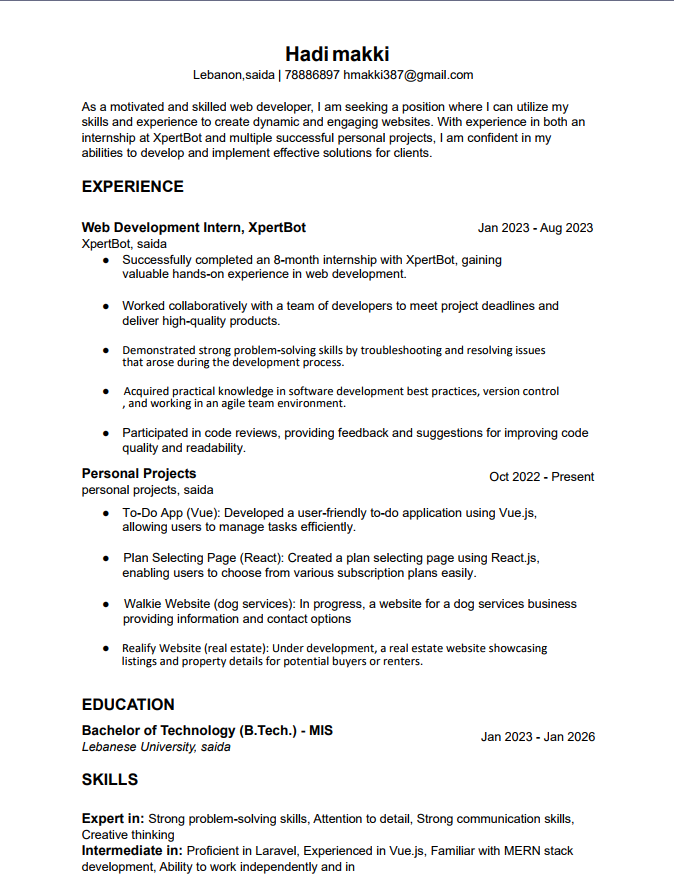 Hadi makki
Lebanon,saida | 78886897 hmakki387@gmail.com
As a motivated and skilled web developer, I am seeking a position where I can utilize my
skills and experience to create dynamic and engaging websites. With experience in both an
internship at XpertBot and multiple successful personal projects, I am confident in my
abilities to develop and implement effective solutions for clients.
EXPERIENCE
Web Development Intern, XpertBot Jan 2023 - Aug 2023
XpertBot, saida
● Successfully completed an 8-month internship with XpertBot, gaining
valuable hands-on experience in web development.
● Worked collaboratively with a team of developers to meet project deadlines and
deliver high-quality products.
● Demonstrated strong problem-solving skills by troubleshooting and resolving issues
that arose during the development process.
● Acquired practical knowledge in software development best practices, version control
, and working in an agile team environment.
● Participated in code reviews, providing feedback and suggestions for improving code
quality and readability.
Personal Projects Oct 2022 - Present
personal projects, saida
● To-Do App (Vue): Developed a user-friendly to-do application using Vue.js,
allowing users to manage tasks efficiently.
● Plan Selecting Page (React): Created a plan selecting page using React.js,
enabling users to choose from various subscription plans easily.
● Walkie Website (dog services): In progress, a website for a dog services business
providing information and contact options
● Realify Website (real estate): Under development, a real estate website showcasing
listings and property details for potential buyers or renters.
EDUCATION
Bachelor of Technology (B.Tech.) - MIS Jan 2023 - Jan 2026
Lebanese University, saida
SKILLS
Expert in: Strong problem-solving skills, Attention to detail, Strong communication skills,
Creative thinking
Intermediate in: Proficient in Laravel, Experienced in Vue.js, Familiar with MERN stack
development, Ability to work independently and in